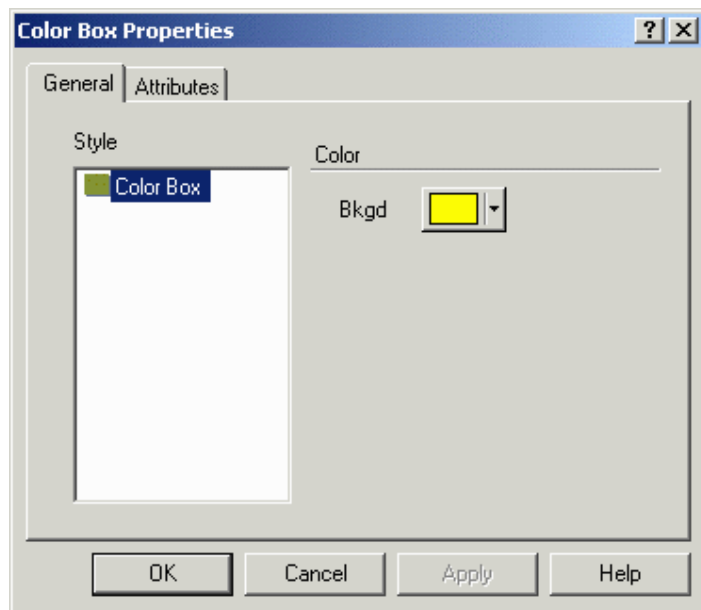 Color Box Properties
General Attributes
Style
Color
Color Box
Bkgd
OK Cancel Apply Help